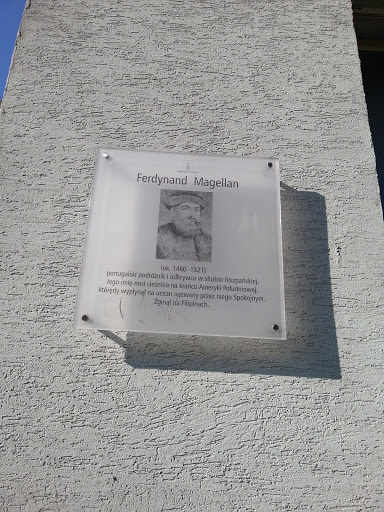 Ferdynand Magellan
(ok. 1480 -1521)
portugalski podróżnik i odkrywca w służbie hiszpańskiej.
Jego imię nosi cieśnina na krańcu Ameryki Południowej,
którędy wypłynął na ocean nazwany przez niego Spokojnym.
Zginął na Filipinach.